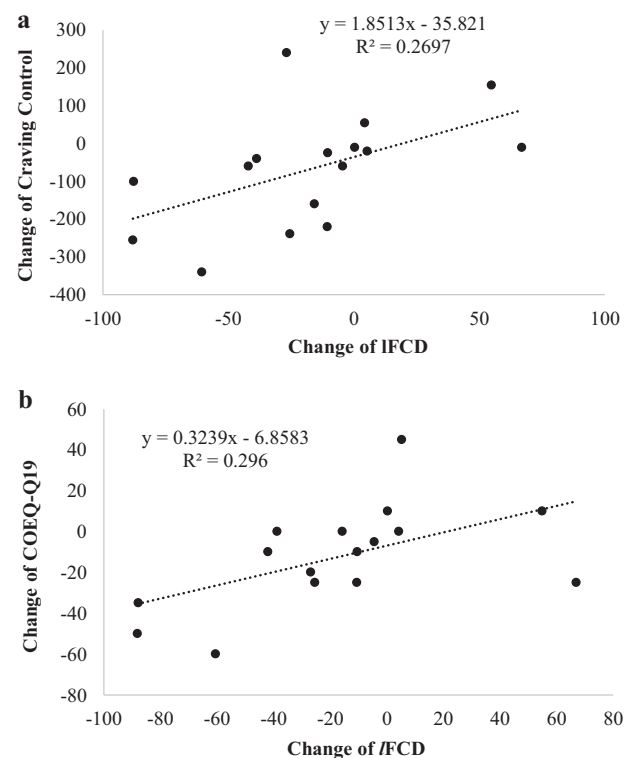 a
y = 1.8513x - 35.821
R² = 0.2697
300
200
100
0
-100
-200
-300
-400
Change of Craving Control
-100 -50 0 50 100
Change of lFCD
b
y = 0.3239x - 6.8583
R² = 0.296
60
40
20
0
-20
-40
-60
-80
Change of COEQ-Q19
-100 -80 -60 -40 -20 0 20 40 60 80
Change of lFCD